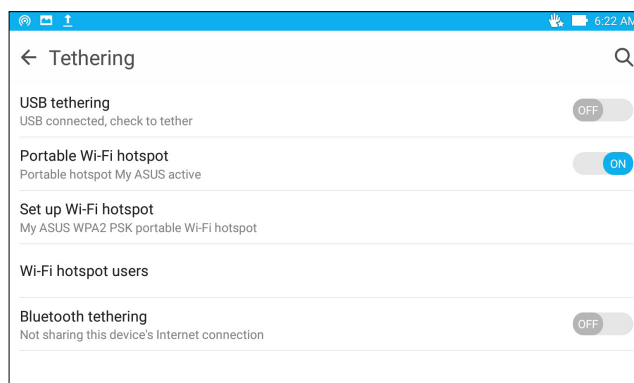 6:22 AM
Tethering
USB tethering
OFF
USB connected, check to tether
Portable Wi-Fi hotspot
ON
Portable hotspot My ASUS active
Set up Wi-Fi hotspot
My ASUS WPA2 PSK portable Wi-Fi hotspot
Wi-Fi hotspot users
Bluetooth tethering
OFF
Not sharing this device's Internet connection